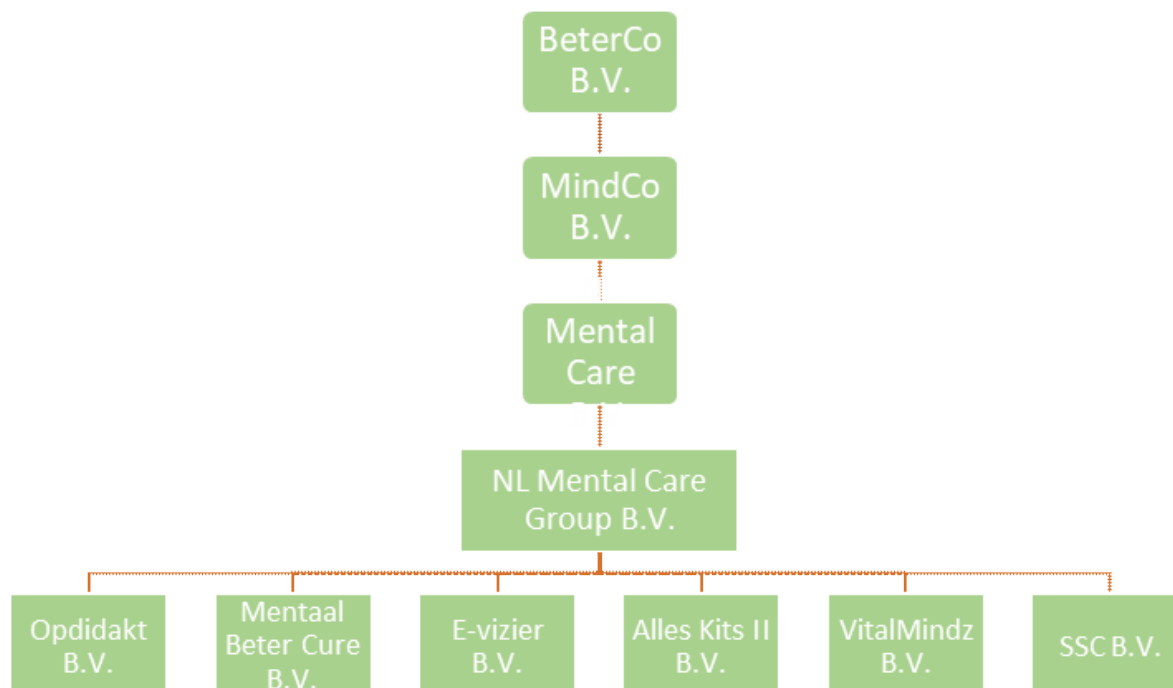 BeterCo
B.V.
MindCo
B.V.
Mental
Care
NL Mental Care
Group B.V.
Opdidakt
B.V.
Mentaal
Beter Cure
B.V.
E-vizier
B.V.
Alles Kits II
B.V.
VitalMindz
B.V.
SSC B.V.